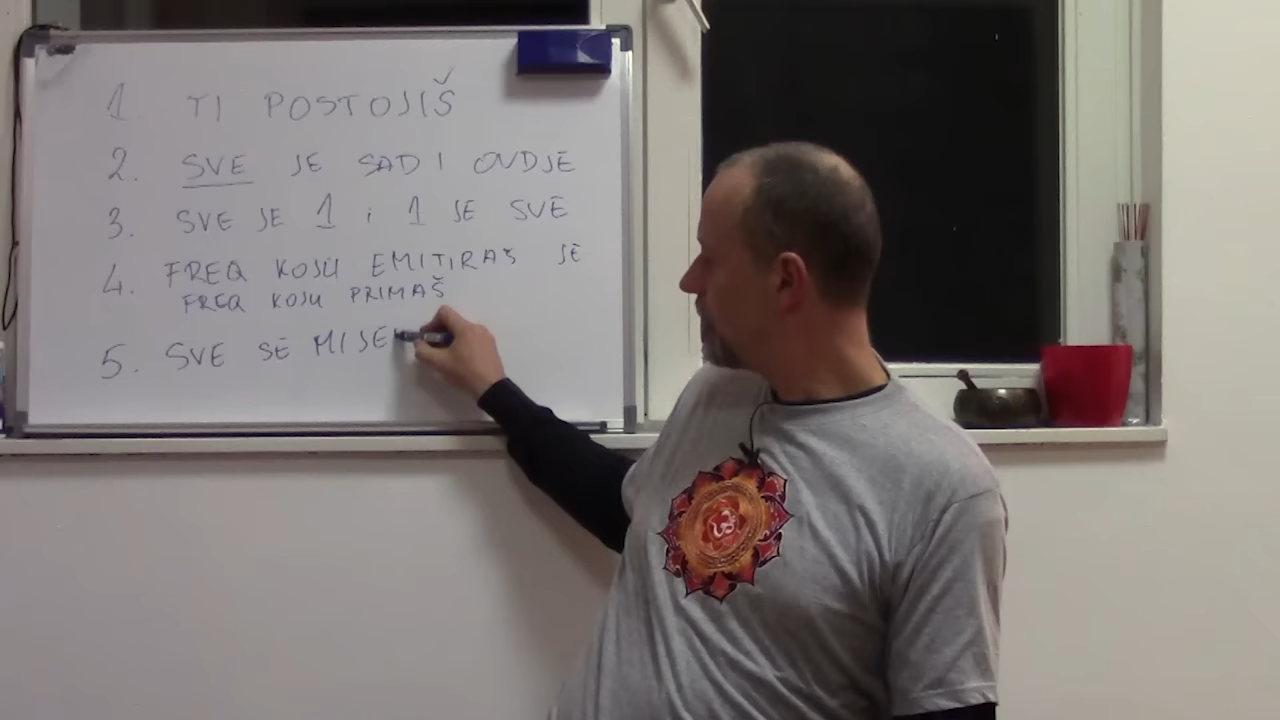 1. TI POSTOJIŠ
2. SVE JE SAD I OVDJE
3. SVE JE 1 i 1 JE SVE
4. FREQ KOJU EMITIRAŠ JE
FREQ KOJU PRIMAŠ
5. SVE SE MIJE
ॐ